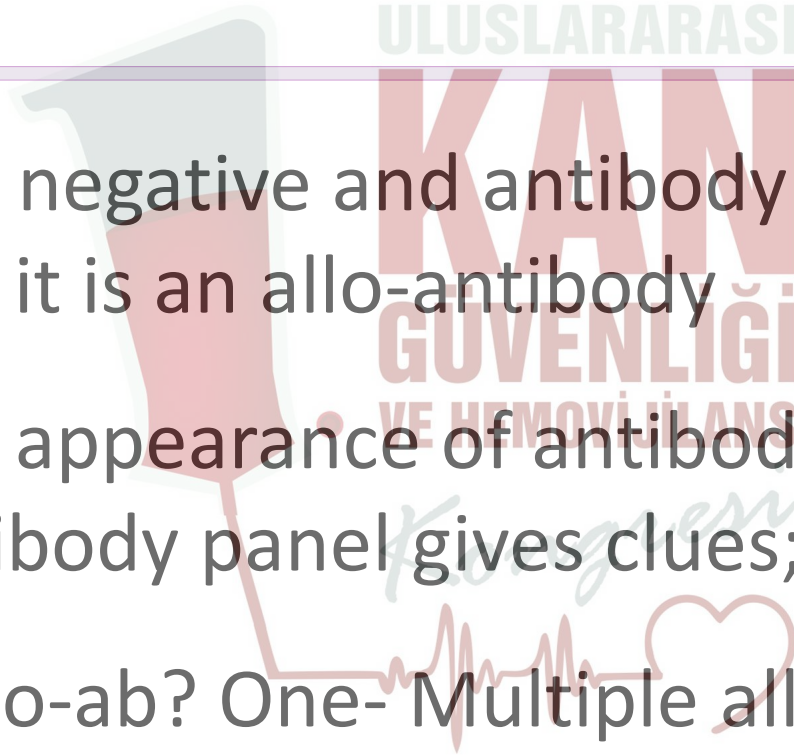 ULUSLARARASI
KAN
negative and antibody
it is an allo-antibody
GÜVENLİĞİ
VE HEMOVİJİLANS
appearance of antibod
Kongresi
ibody panel gives clues;
o-ab? One- Multiple all